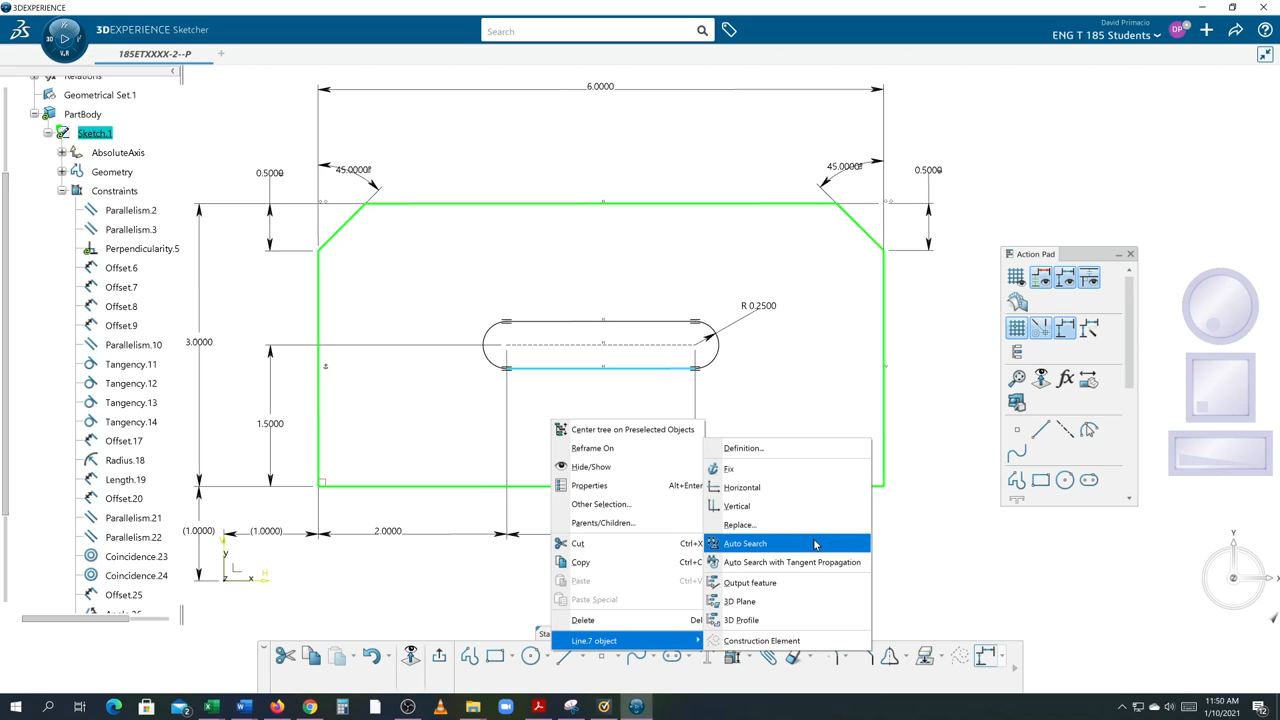 3DEXPERIENCE
3DEXPERIENCE Sketcher
3D
V,R
Search
David Primacio
ENG T 185 Students
DP
185ETXXXX-2--P
Relations
Geometrical Set.1
PartBody
Sketch.1
AbsoluteAxis
Geometry
Constraints
Parallelism.2
Parallelism.3
Perpendicularity.5
Offset.6
Offset.7
Offset.8
Offset.9
Parallelism.10
Tangency.11
Tangency.12
Tangency.13
Tangency.14
Offset.17
Radius.18
Length.19
Offset.20
Parallelism.21
Parallelism.22
Coincidence.23
Coincidence.24
Offset.25
6.0000
0.5000
45.0000
45.0000
0.5000
R 0.2500
3.0000
1.5000
(1.0000)
(1.0000)
2.0000
V
y
H
z
x
Center tree on Preselected Objects
Reframe On
Hide/Show
Properties Alt+Enter
Other Selection...
Parents/Children...
Cut Ctrl+X
Copy Ctrl+C
Paste Ctrl+V
Paste Special
Delete Del
Line.7 object
Definition...
Fix
Horizontal
Vertical
Replace...
Auto Search
Auto Search with Tangent Propagation
Output feature
3D Plane
3D Profile
Construction Element
Action Pad
fx
Y
Z
X
Sta
11:50 AM
1/10/2021